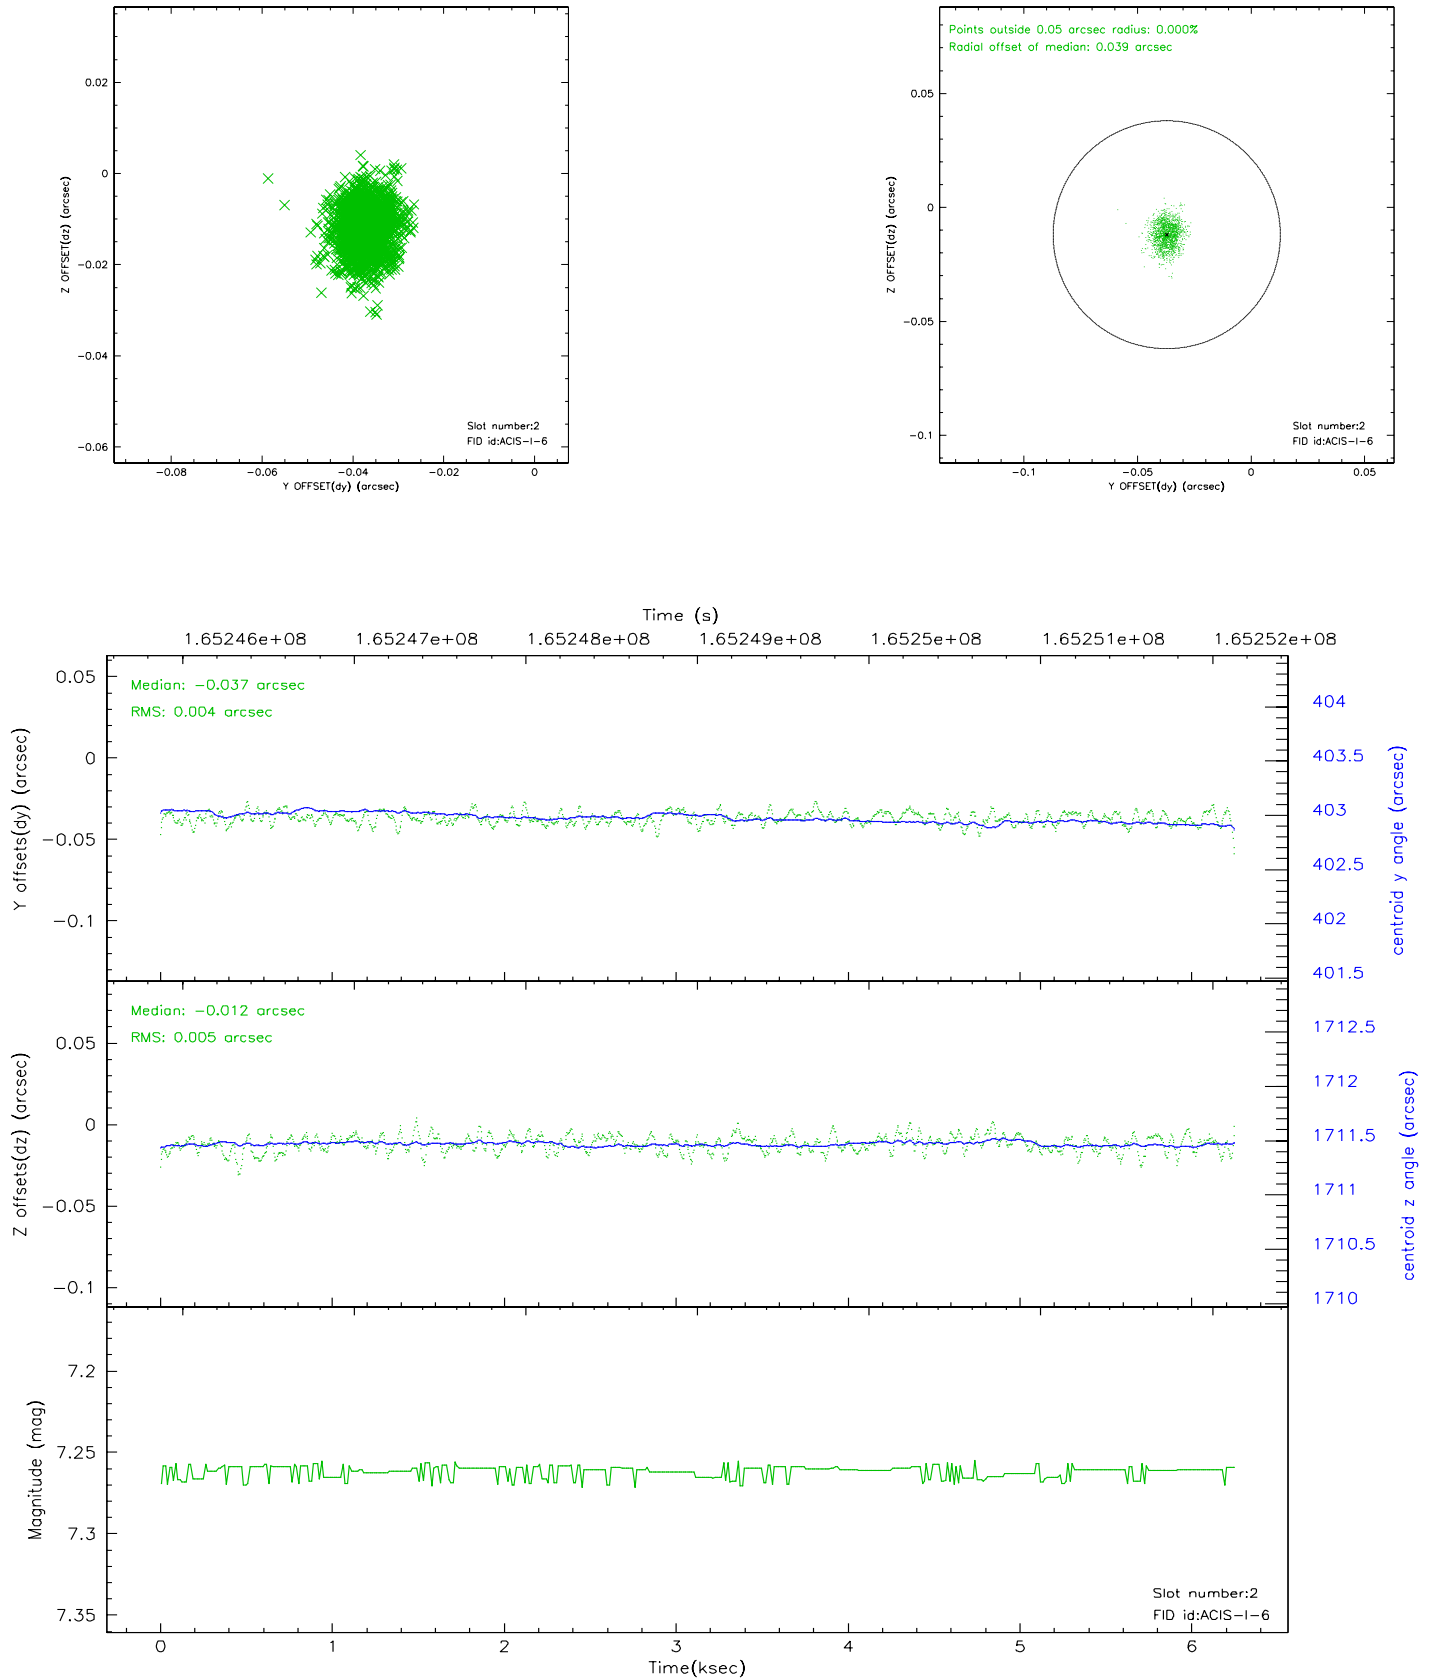 0.02
0
−0.02
−0.04
−0.06
Z OFFSET(dz) (arcsec)
Slot number:2
FID id:ACIS−I−6
−0.08 −0.06 −0.04 −0.02 0
Y OFFSET(dy) (arcsec)
Points outside 0.05 arcsec radius: 0.000%
Radial offset of median: 0.039 arcsec
0.05
0
−0.05
−0.1
Z OFFSET(dz) (arcsec)
Slot number:2
FID id:ACIS−I−6
−0.1 −0.05 0 0.05
Y OFFSET(dy) (arcsec)
Time (s)
1.65246e+08 1.65247e+08 1.65248e+08 1.65249e+08 1.6525e+08 1.65251e+08 1.65252e+08
Median: −0.037 arcsec
RMS: 0.004 arcsec
0.05
0
−0.05
−0.1
Y offsets(dy) (arcsec)
404
403.5
403
402.5
402
401.5
centroid y angle (arcsec)
Median: −0.012 arcsec
RMS: 0.005 arcsec
0.05
0
−0.05
−0.1
Z offsets(dz) (arcsec)
1712.5
1712
1711.5
1711
1710.5
1710
centroid z angle (arcsec)
7.2
7.25
7.3
7.35
Magnitude (mag)
Slot number:2
FID id:ACIS−I−6
0 1 2 3 4 5 6
Time(ksec)